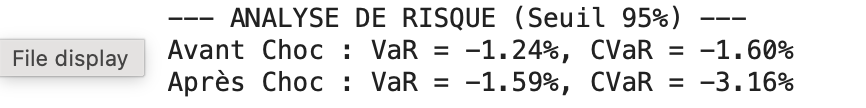 --- ANALYSE DE RISQUE (Seuil 95%) ---
File display
Avant Choc : VaR = -1.24%, CVaR = -1.60%
Après Choc : VaR = -1.59%, CVaR = -3.16%